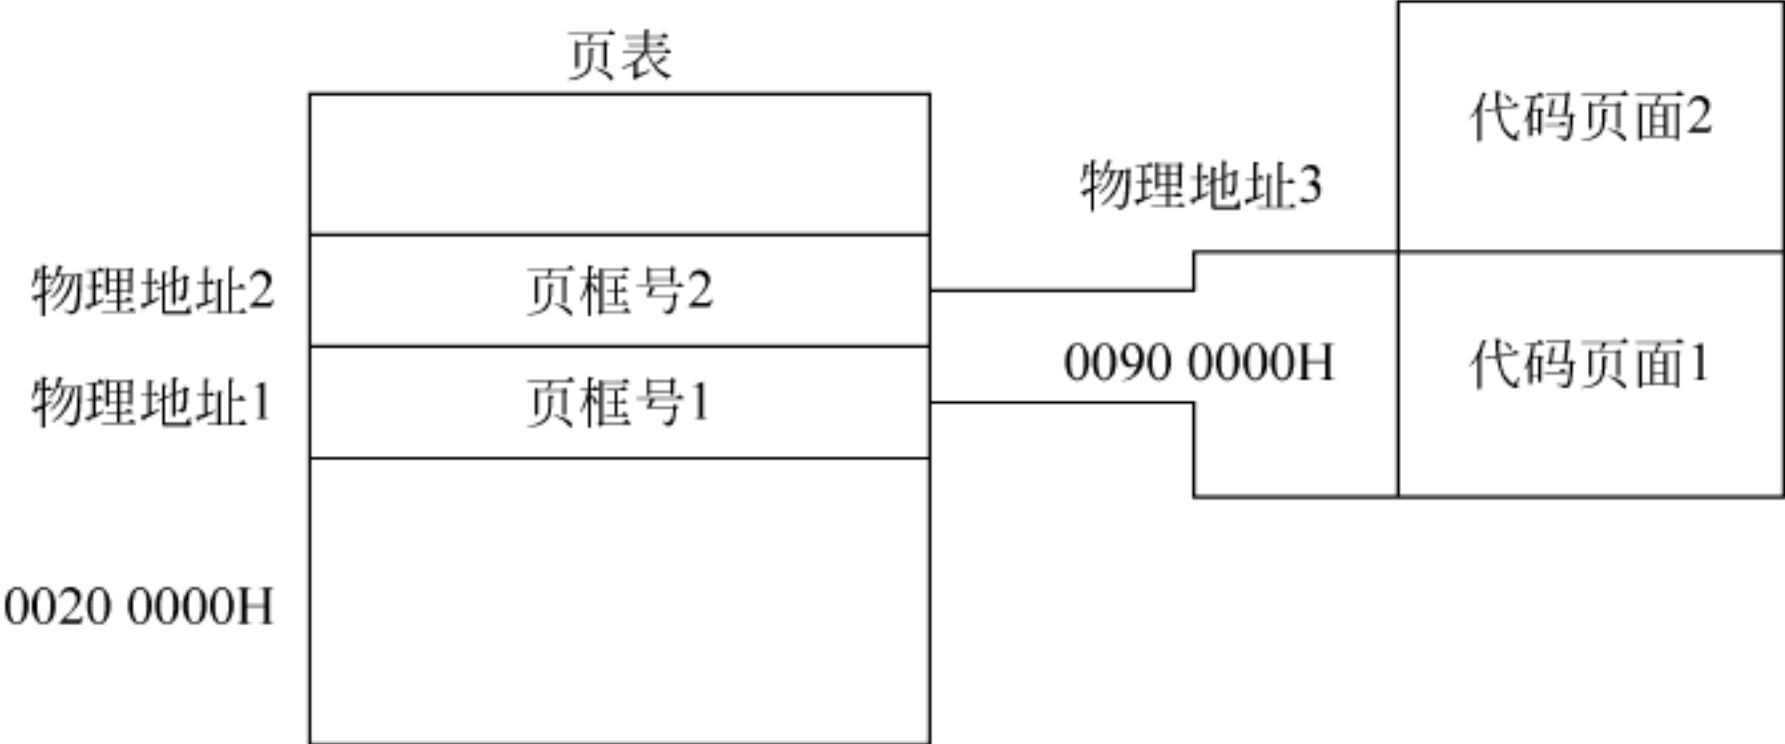 页表
代码页面2
物理地址3
物理地址2
页框号2
0090 0000H
代码页面1
物理地址1
页框号1
0020 0000H